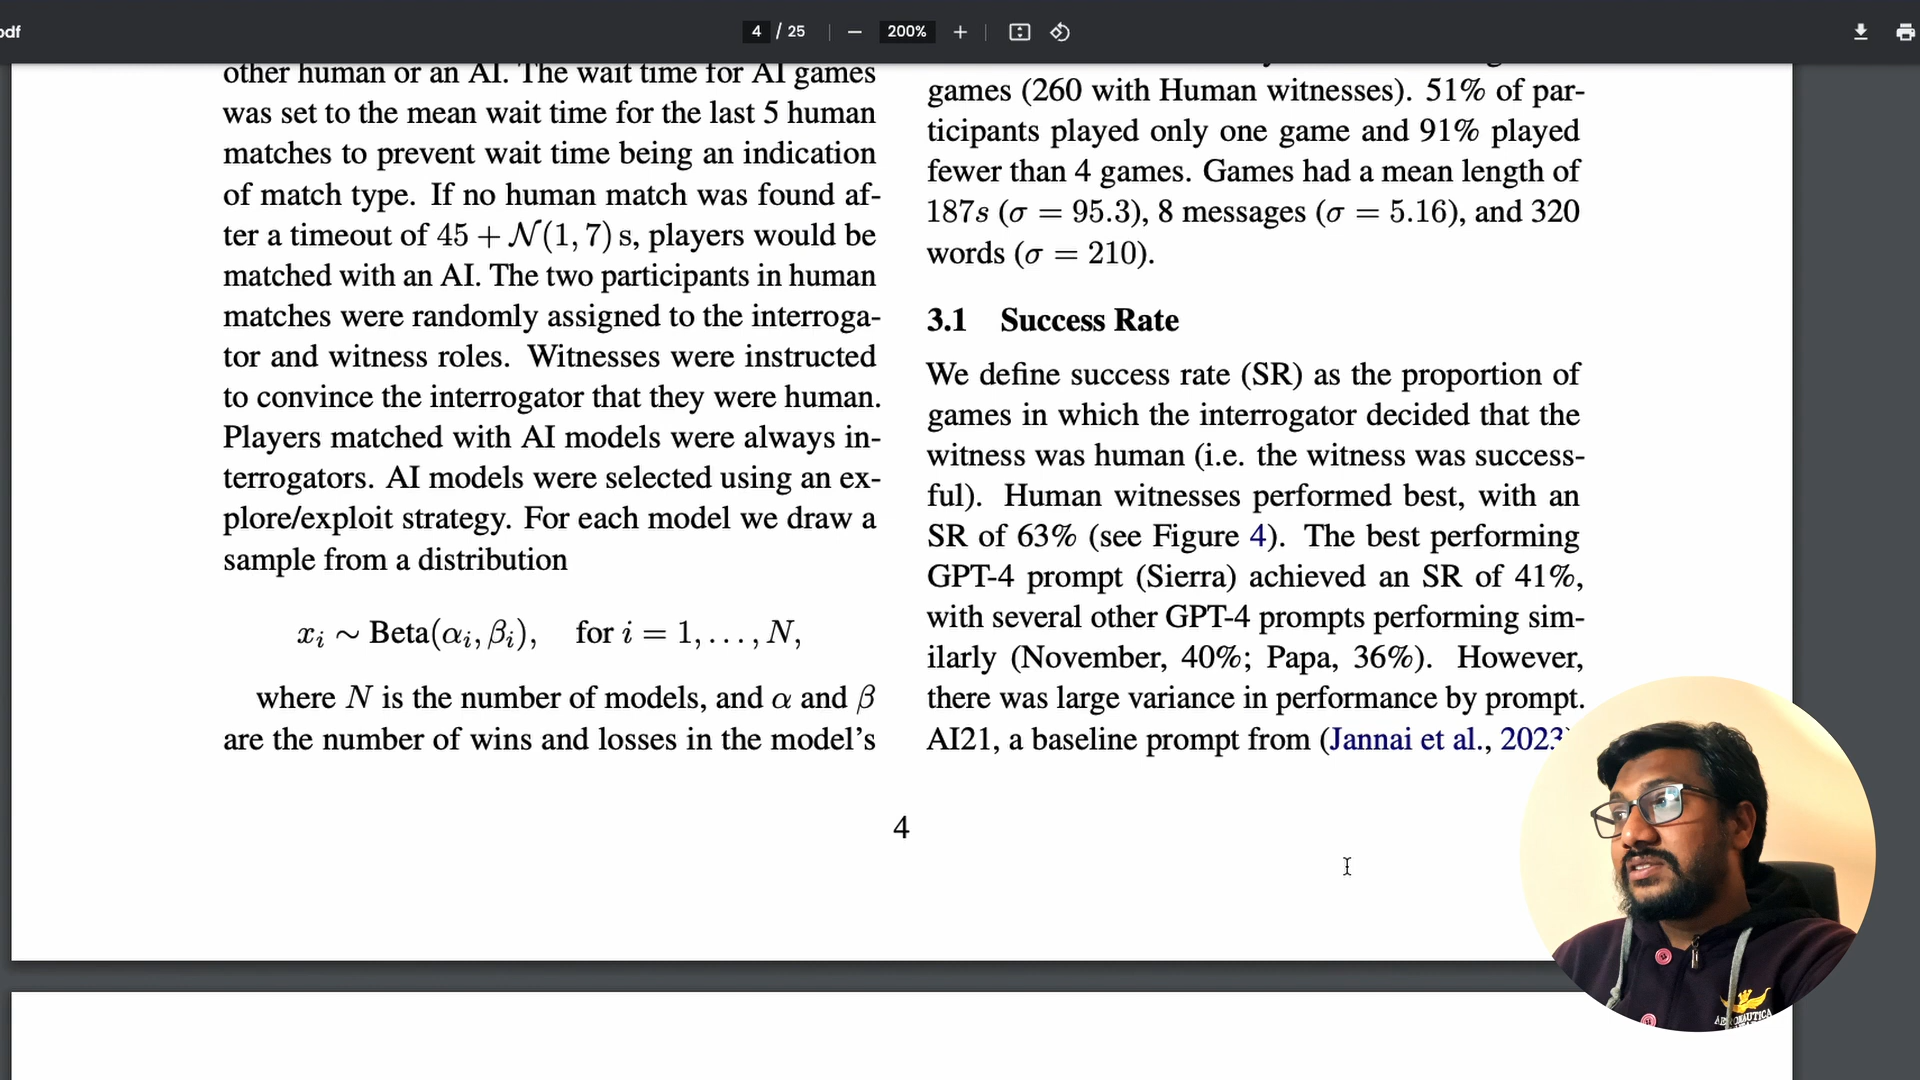 pdf
4 / 25
200%
other human or an AI. The wait time for AI games
was set to the mean wait time for the last 5 human
matches to prevent wait time being an indication
of match type. If no human match was found af-
ter a timeout of 45 + 𝒩(1, 7) s, players would be
matched with an AI. The two participants in human
matches were randomly assigned to the interroga-
tor and witness roles. Witnesses were instructed
to convince the interrogator that they were human.
Players matched with AI models were always in-
terrogators. AI models were selected using an ex-
plore/exploit strategy. For each model we draw a
sample from a distribution
xᵢ ∼ Beta(αᵢ, βᵢ), for i = 1, . . . , N,
where N is the number of models, and α and β
are the number of wins and losses in the model’s
games (260 with Human witnesses). 51% of par-
ticipants played only one game and 91% played
fewer than 4 games. Games had a mean length of
187s (σ = 95.3), 8 messages (σ = 5.16), and 320
words (σ = 210).
3.1 Success Rate
We define success rate (SR) as the proportion of
games in which the interrogator decided that the
witness was human (i.e. the witness was success-
ful). Human witnesses performed best, with an
SR of 63% (see Figure 4). The best performing
GPT-4 prompt (Sierra) achieved an SR of 41%,
with several other GPT-4 prompts performing sim-
ilarly (November, 40%; Papa, 36%). However,
there was large variance in performance by prompt.
AI21, a baseline prompt from (Jannai et al., 2023)
4